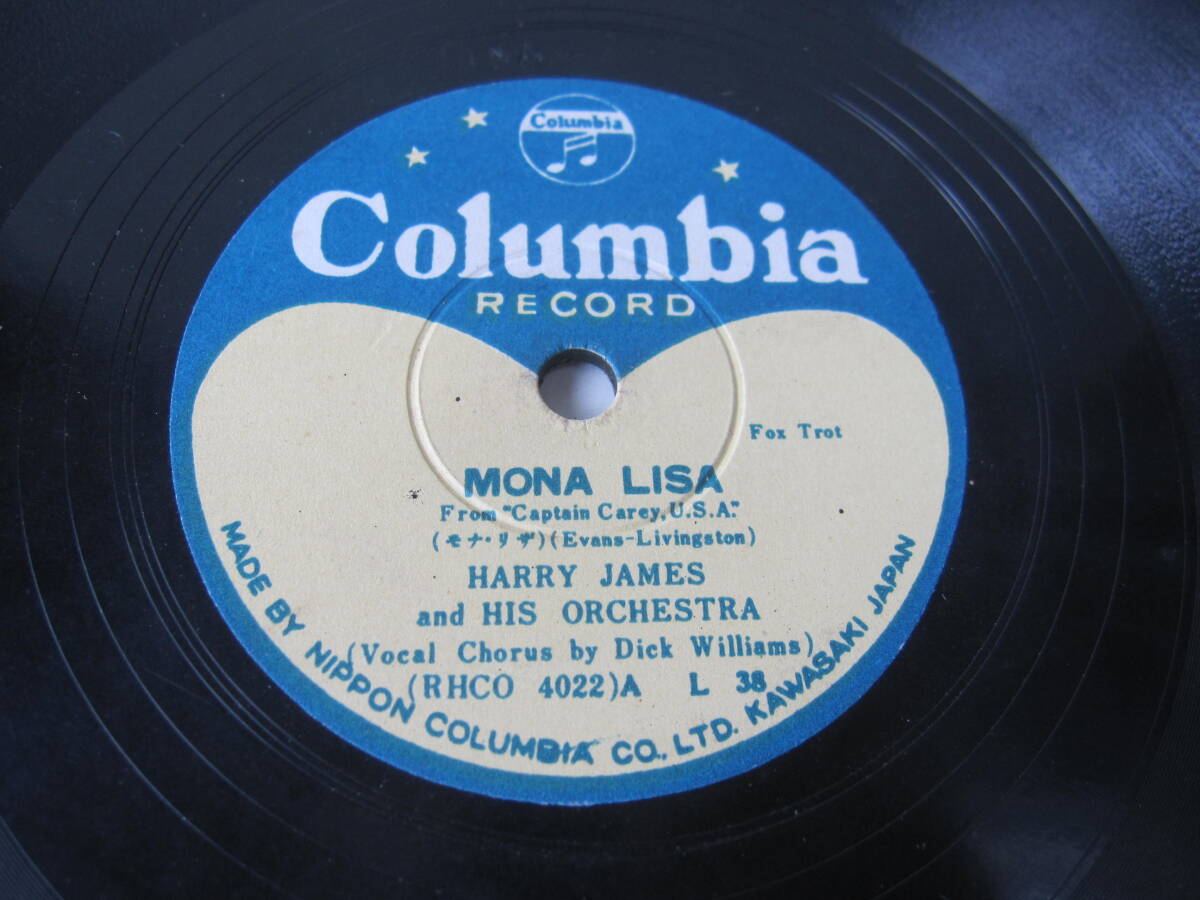 Columbia
Columbia
RECORD
Fox Trot
MONA LISA
From "Captain Carey, U.S.A."
(モナ・リザ)(Evans-Livingston)
HARRY JAMES
and HIS ORCHESTRA
(Vocal Chorus by Dick Williams)
(RHCO 4022)A L 38
MADE BY NIPPON COLUMBIA CO., LTD. KAWASAKI JAPAN